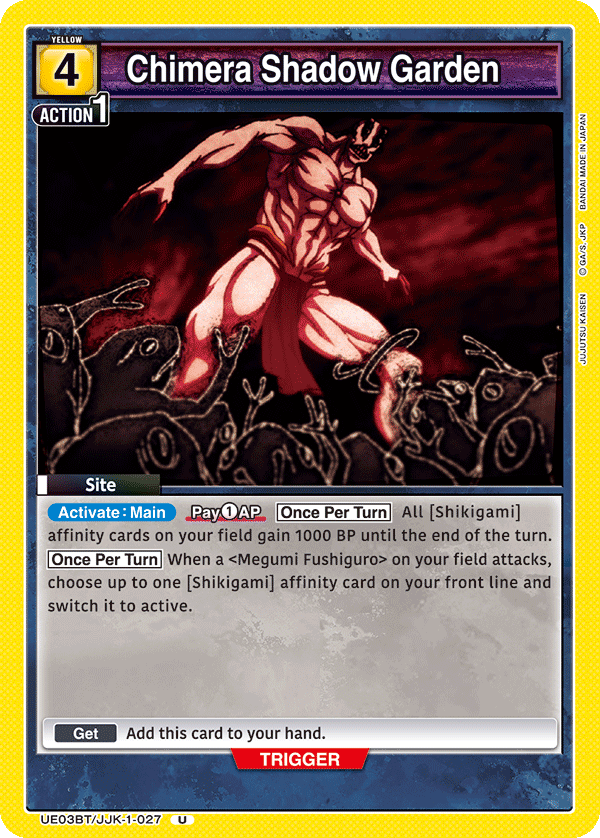 YELLOW
4
Chimera Shadow Garden
ACTION 1
JUJUTSU KAISEN © GA/S. JKP BANDAI MADE IN JAPAN
Site
Activate: Main Pay 1 AP Once Per Turn All [Shikigami]
affinity cards on your field gain 1000 BP until the end of the turn.
Once Per Turn When a <Megumi Fushiguro> on your field attacks,
choose up to one [Shikigami] affinity card on your front line and
switch it to active.
Get Add this card to your hand.
TRIGGER
UE03BT/JJK-1-027 U